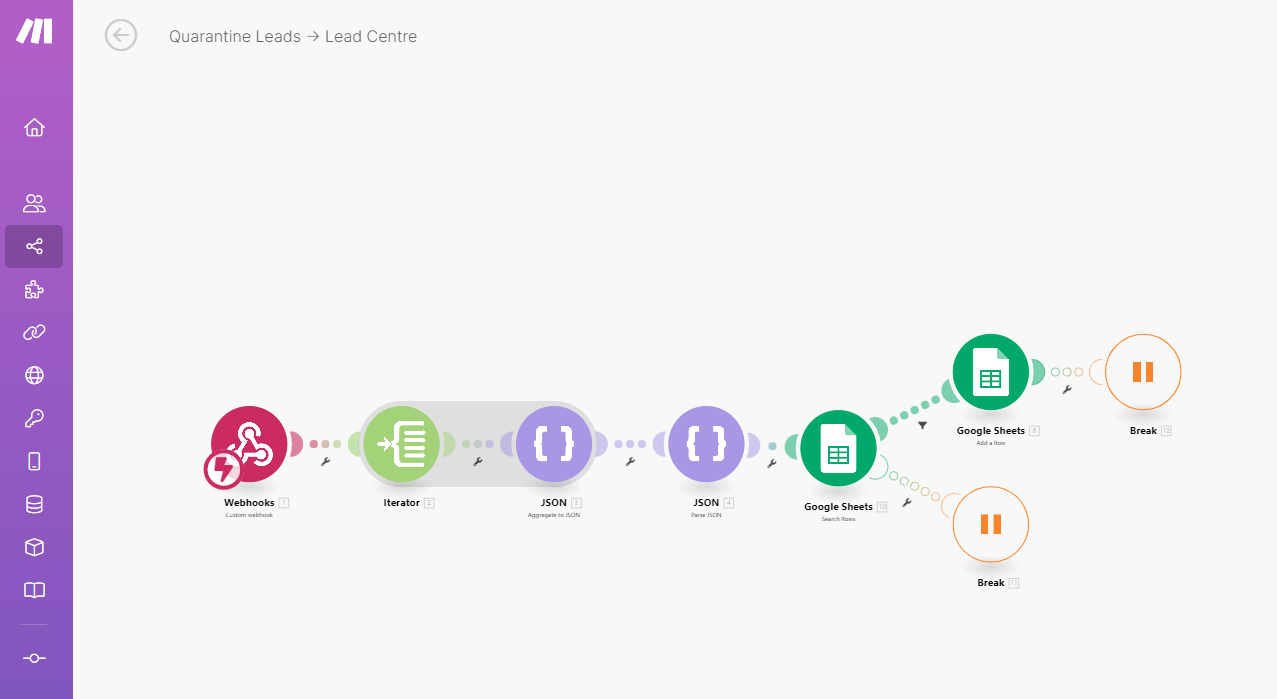 Quarantine Leads → Lead Centre
Google Sheets 8
Add a Row
Break 12
Webhooks 1
Custom webhook
Iterator 2
JSON 3
Aggregate to JSON
JSON 4
Parse JSON
Google Sheets 10
Search Rows
Break 11